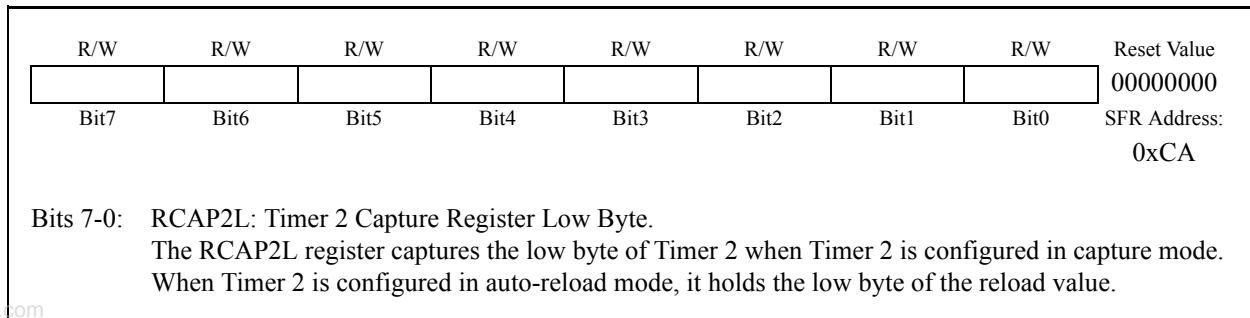 R/W R/W R/W R/W R/W R/W R/W R/W Reset Value
00000000
Bit7 Bit6 Bit5 Bit4 Bit3 Bit2 Bit1 Bit0 SFR Address:
0xCA
Bits 7-0: RCAP2L: Timer 2 Capture Register Low Byte.
The RCAP2L register captures the low byte of Timer 2 when Timer 2 is configured in capture mode.
When Timer 2 is configured in auto-reload mode, it holds the low byte of the reload value.
.com